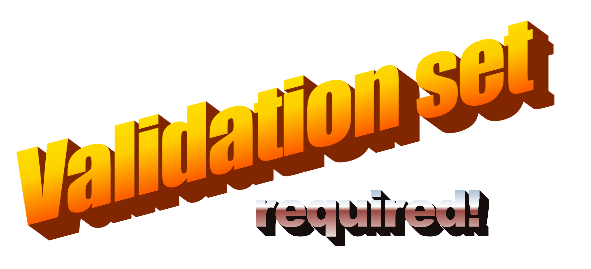 Validation set
required!